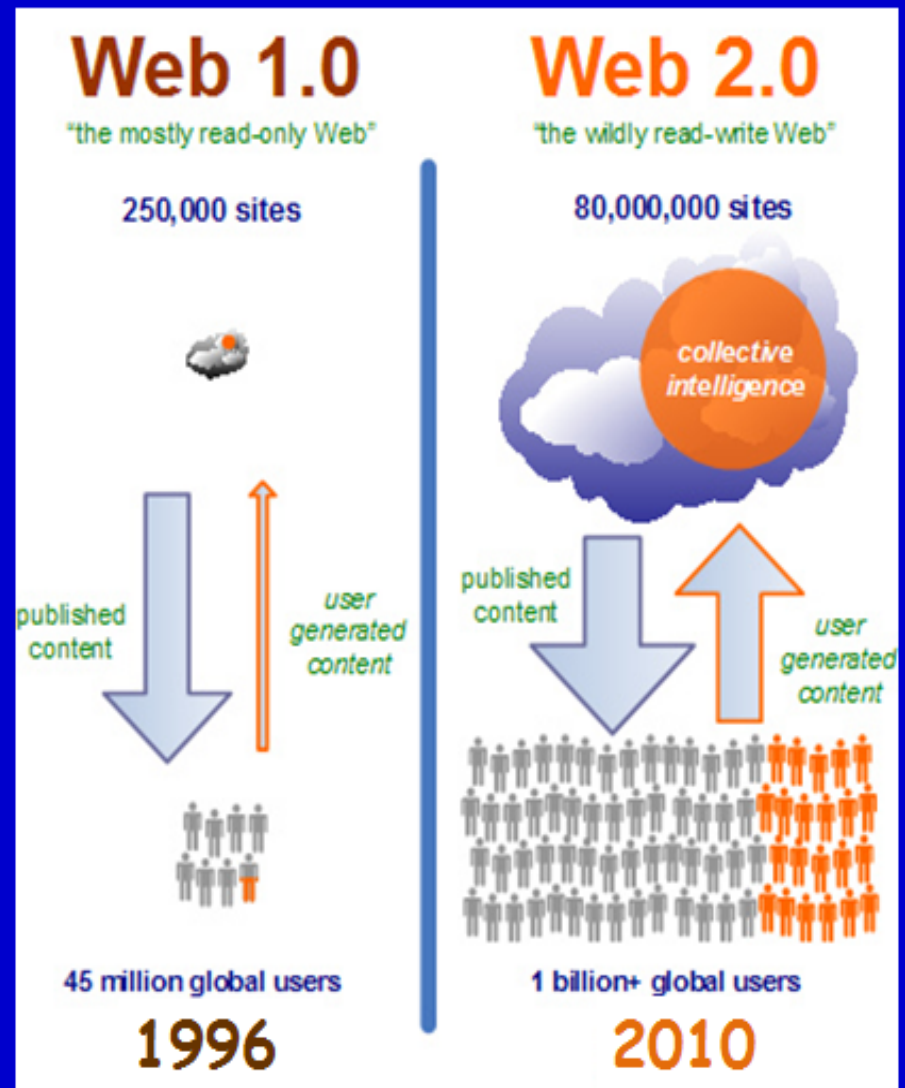 Web 1.0
"the mostly read-only Web"
250,000 sites
published
content
user
generated
content
45 million global users
1996
Web 2.0
"the wildly read-write Web"
80,000,000 sites
collective
intelligence
published
content
user
generated
content
1 billion+ global users
2010